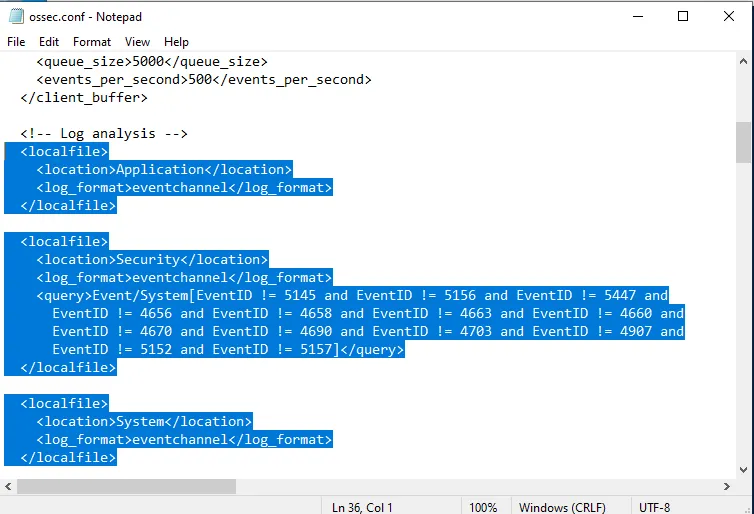 ossec.conf - Notepad
File Edit Format View Help
    <queue_size>5000</queue_size>
    <events_per_second>500</events_per_second>
  </client_buffer>

  <!-- Log analysis -->
  <localfile>
    <location>Application</location>
    <log_format>eventchannel</log_format>
  </localfile>

  <localfile>
    <location>Security</location>
    <log_format>eventchannel</log_format>
    <query>Event/System[EventID != 5145 and EventID != 5156 and EventID != 5447 and
      EventID != 4656 and EventID != 4658 and EventID != 4663 and EventID != 4660 and
      EventID != 4670 and EventID != 4690 and EventID != 4703 and EventID != 4907 and
      EventID != 5152 and EventID != 5157]</query>
  </localfile>

  <localfile>
    <location>System</location>
    <log_format>eventchannel</log_format>
  </localfile>
Ln 36, Col 1 100% Windows (CRLF) UTF-8